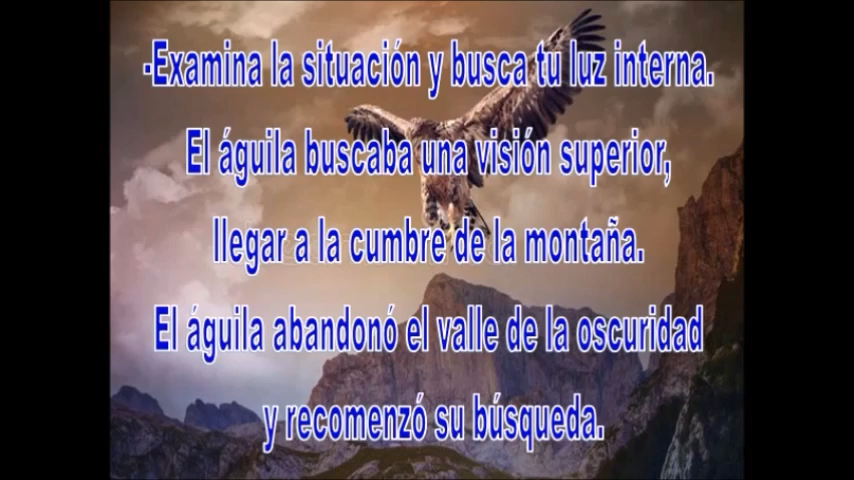 -Examina la situación y busca tu luz interna.
El águila buscaba una visión superior,
llegar a la cumbre de la montaña.
El águila abandonó el valle de la oscuridad
y recomenzó su búsqueda.